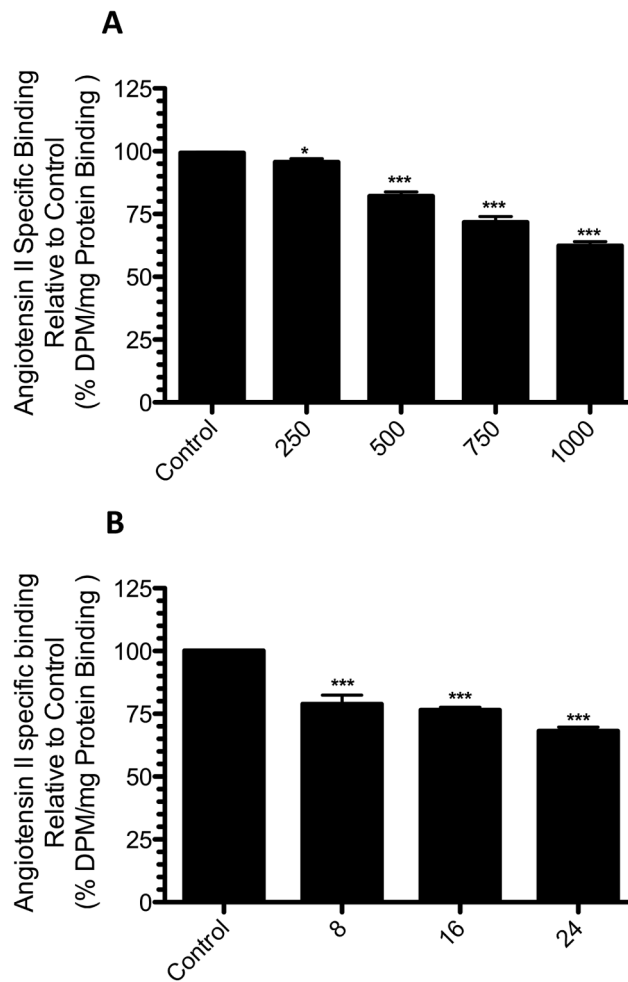 A
Angiotensin II Specific Binding
Relative to Control
(% DPM/mg Protein Binding )
125
100
75
50
25
0
*
***
***
***
Control
250
500
750
1000
B
Angiotensin II specific binding
Relative to Control
(% DPM/mg Protein Binding )
125
100
75
50
25
0
***
***
***
Control
8
16
24